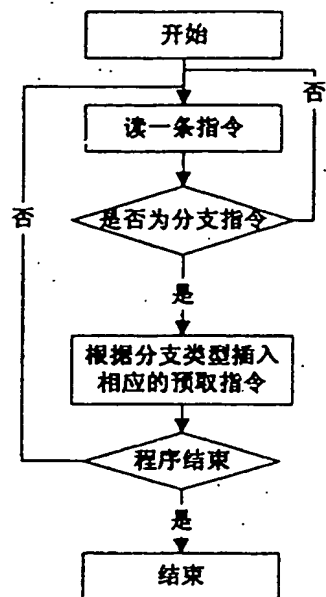 开始
否
读一条指令
否
是否为分支指令
是
根据分支类型插入
相应的预取指令
程序结束
是
结束